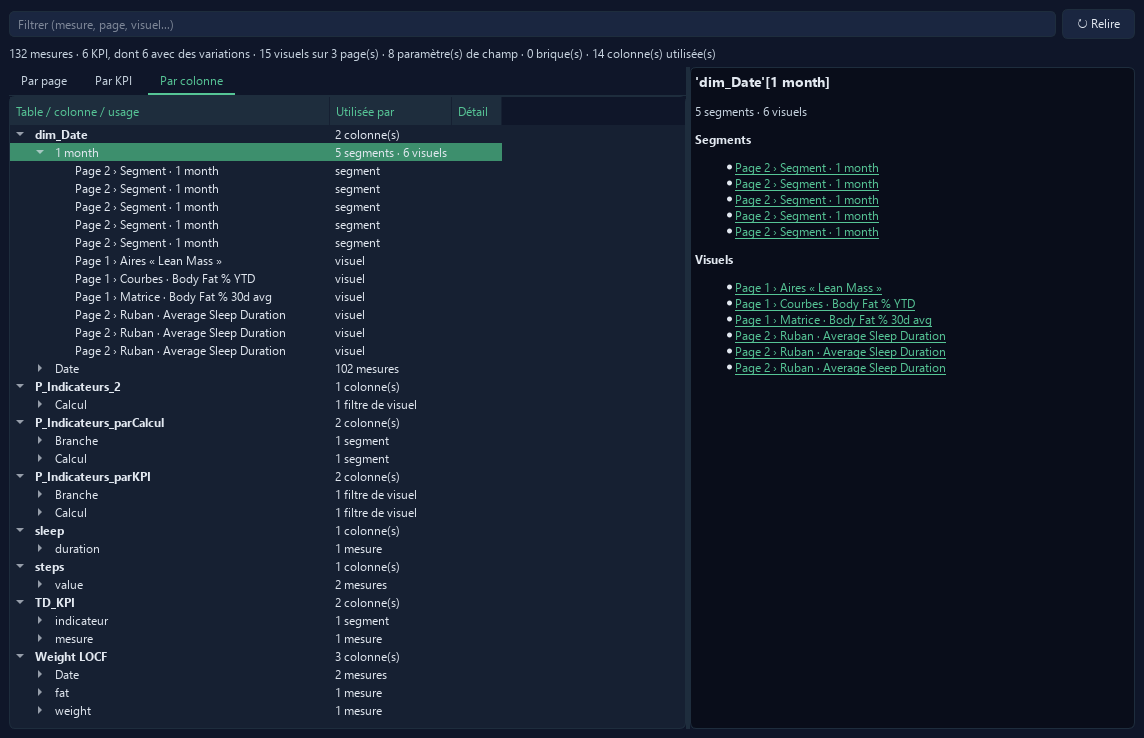 Filtrer (mesure, page, visuel...)
Relire
132 mesures · 6 KPI, dont 6 avec des variations · 15 visuels sur 3 page(s) · 8 paramètre(s) de champ · 0 brique(s) · 14 colonne(s) utilisée(s)
Par page Par KPI Par colonne
Table / colonne / usage Utilisée par Détail
dim_Date 2 colonne(s)
1 month 5 segments · 6 visuels
Page 2 › Segment · 1 month segment
Page 2 › Segment · 1 month segment
Page 2 › Segment · 1 month segment
Page 2 › Segment · 1 month segment
Page 2 › Segment · 1 month segment
Page 1 › Aires « Lean Mass » visuel
Page 1 › Courbes · Body Fat % YTD visuel
Page 1 › Matrice · Body Fat % 30d avg visuel
Page 2 › Ruban · Average Sleep Duration visuel
Page 2 › Ruban · Average Sleep Duration visuel
Page 2 › Ruban · Average Sleep Duration visuel
Date 102 mesures
P_Indicateurs_2 1 colonne(s)
Calcul 1 filtre de visuel
P_Indicateurs_parCalcul 2 colonne(s)
Branche 1 segment
Calcul 1 segment
P_Indicateurs_parKPI 2 colonne(s)
Branche 1 filtre de visuel
Calcul 1 filtre de visuel
sleep 1 colonne(s)
duration 1 mesure
steps 1 colonne(s)
value 2 mesures
TD_KPI 2 colonne(s)
indicateur 1 segment
mesure 1 mesure
Weight LOCF 3 colonne(s)
Date 2 mesures
fat 1 mesure
weight 1 mesure
'dim_Date'[1 month]
5 segments · 6 visuels
Segments
Page 2 › Segment · 1 month
Page 2 › Segment · 1 month
Page 2 › Segment · 1 month
Page 2 › Segment · 1 month
Page 2 › Segment · 1 month
Visuels
Page 1 › Aires « Lean Mass »
Page 1 › Courbes · Body Fat % YTD
Page 1 › Matrice · Body Fat % 30d avg
Page 2 › Ruban · Average Sleep Duration
Page 2 › Ruban · Average Sleep Duration
Page 2 › Ruban · Average Sleep Duration